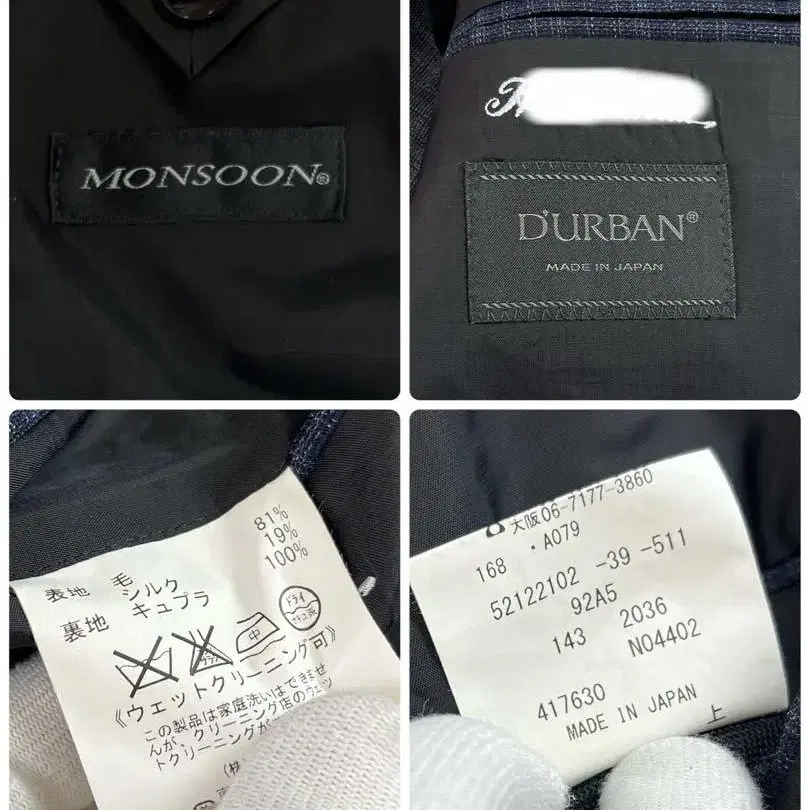 MONSOON®
D'URBAN®
MADE IN JAPAN
表地 毛 81%
シルク 19%
裏地 キュプラ 100%
ドライ
中
《ウェットクリーニング可》
この製品は家庭洗いはできませ
んが、クリーニング店のウェッ
トクリーニングが
(株
大阪06-7177-3860
168 ・A079
52122102 -39 -511
92A5
143 2036
N04402
417630
MADE IN JAPAN
上